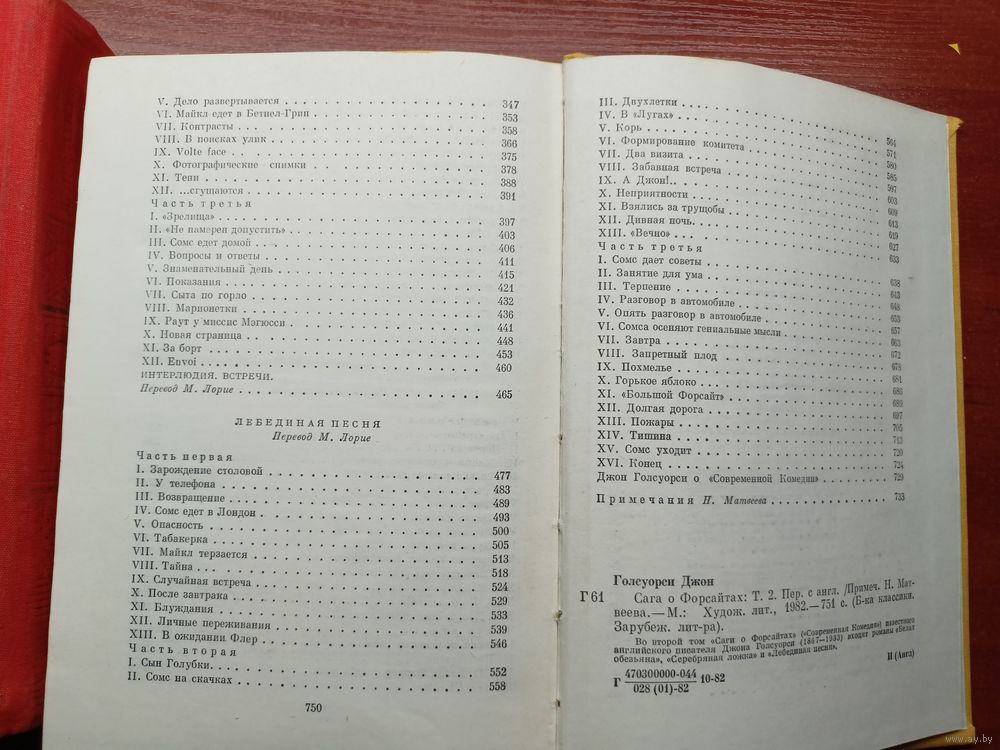 V. Дело развертывается . . . 347
VI. Майкл едет в Бетнел-Грин . . . 353
VII. Контрасты . . . 358
VIII. В поисках улик . . . 366
IX. Volte face . . . 375
X. Фотографические снимки . . . 378
XI. Тени . . . 388
XII. ...сгущаются . . . 391
Часть третья
I. «Зрелища» . . . 397
II. «Не намерен допустить» . . . 403
III. Сомс едет домой . . . 406
IV. Вопросы и ответы . . . 411
V. Знаменательный день . . . 415
VI. Показания . . . 421
VII. Сыта по горло . . . 432
VIII. Марионетки . . . 436
IX. Раут у миссис Мэгюсси . . . 441
X. Новая страница . . . 448
XI. За борт . . . 453
XII. Envoi . . . 460
ИНТЕРЛЮДИЯ. ВСТРЕЧИ.
Перевод М. Лорие . . . 465
ЛЕБЕДИНАЯ ПЕСНЯ
Перевод М. Лорие
Часть первая
I. Зарождение столовой . . . 477
II. У телефона . . . 483
III. Возвращение . . . 489
IV. Сомс едет в Лондон . . . 493
V. Опасность . . . 500
VI. Табакерка . . . 505
VII. Майкл терзается . . . 513
VIII. Тайна . . . 518
IX. Случайная встреча . . . 524
X. После завтрака . . . 529
XI. Блуждания . . . 533
XII. Личные переживания . . . 539
XIII. В ожидании Флер . . . 546
Часть вторая
I. Сын Голубки . . . 552
II. Сомс на скачках . . . 558
750
III. Двухлетки . . . 564
IV. В «Лугах» . . . 571
V. Корь . . . 580
VI. Формирование комитета . . . 585
VII. Два визита . . . 597
VIII. Забавная встреча . . . 603
IX. А Джон!.. . . . 609
X. Неприятности . . . 613
XI. Взялись за трущобы . . . 619
XII. Дивная ночь . . . 627
XIII. «Вечно» . . . 633
Часть третья
I. Сомс дает советы . . . 638
II. Занятие для ума . . . 643
III. Терпение . . . 648
IV. Разговор в автомобиле . . . 653
V. Опять разговор в автомобиле . . . 657
VI. Сомса осеняют гениальные мысли . . . 663
VII. Завтра . . . 672
VIII. Запретный плод . . . 678
IX. Похмелье . . . 681
X. Горькое яблоко . . . 686
XI. «Большой Форсайт» . . . 689
XII. Долгая дорога . . . 697
XIII. Пожары . . . 705
XIV. Тишина . . . 713
XV. Сомс уходит . . . 720
XVI. Конец . . . 724
Джон Голсуорси о «Современной Комедии» . . . 729
Примечания Н. Матвеева . . . 733
Голсуорси Джон
Г 61 Сага о Форсайтах: Т. 2. Пер. с англ. /Примеч. Н. Мат-
веева.— М.: Худож. лит., 1982.— 751 с. (Б-ка классики.
Зарубеж. лит-ра).
Во второй том «Саги о Форсайтах» («Современная Комедия») известного
английского писателя Джона Голсуорси (1867—1933) входят романы «Белая
обезьяна», «Серебряная ложка» и «Лебединая песня».
Г 470300000-044 / 028 (01)-82 10-82 И (Англ)
www.ay.by